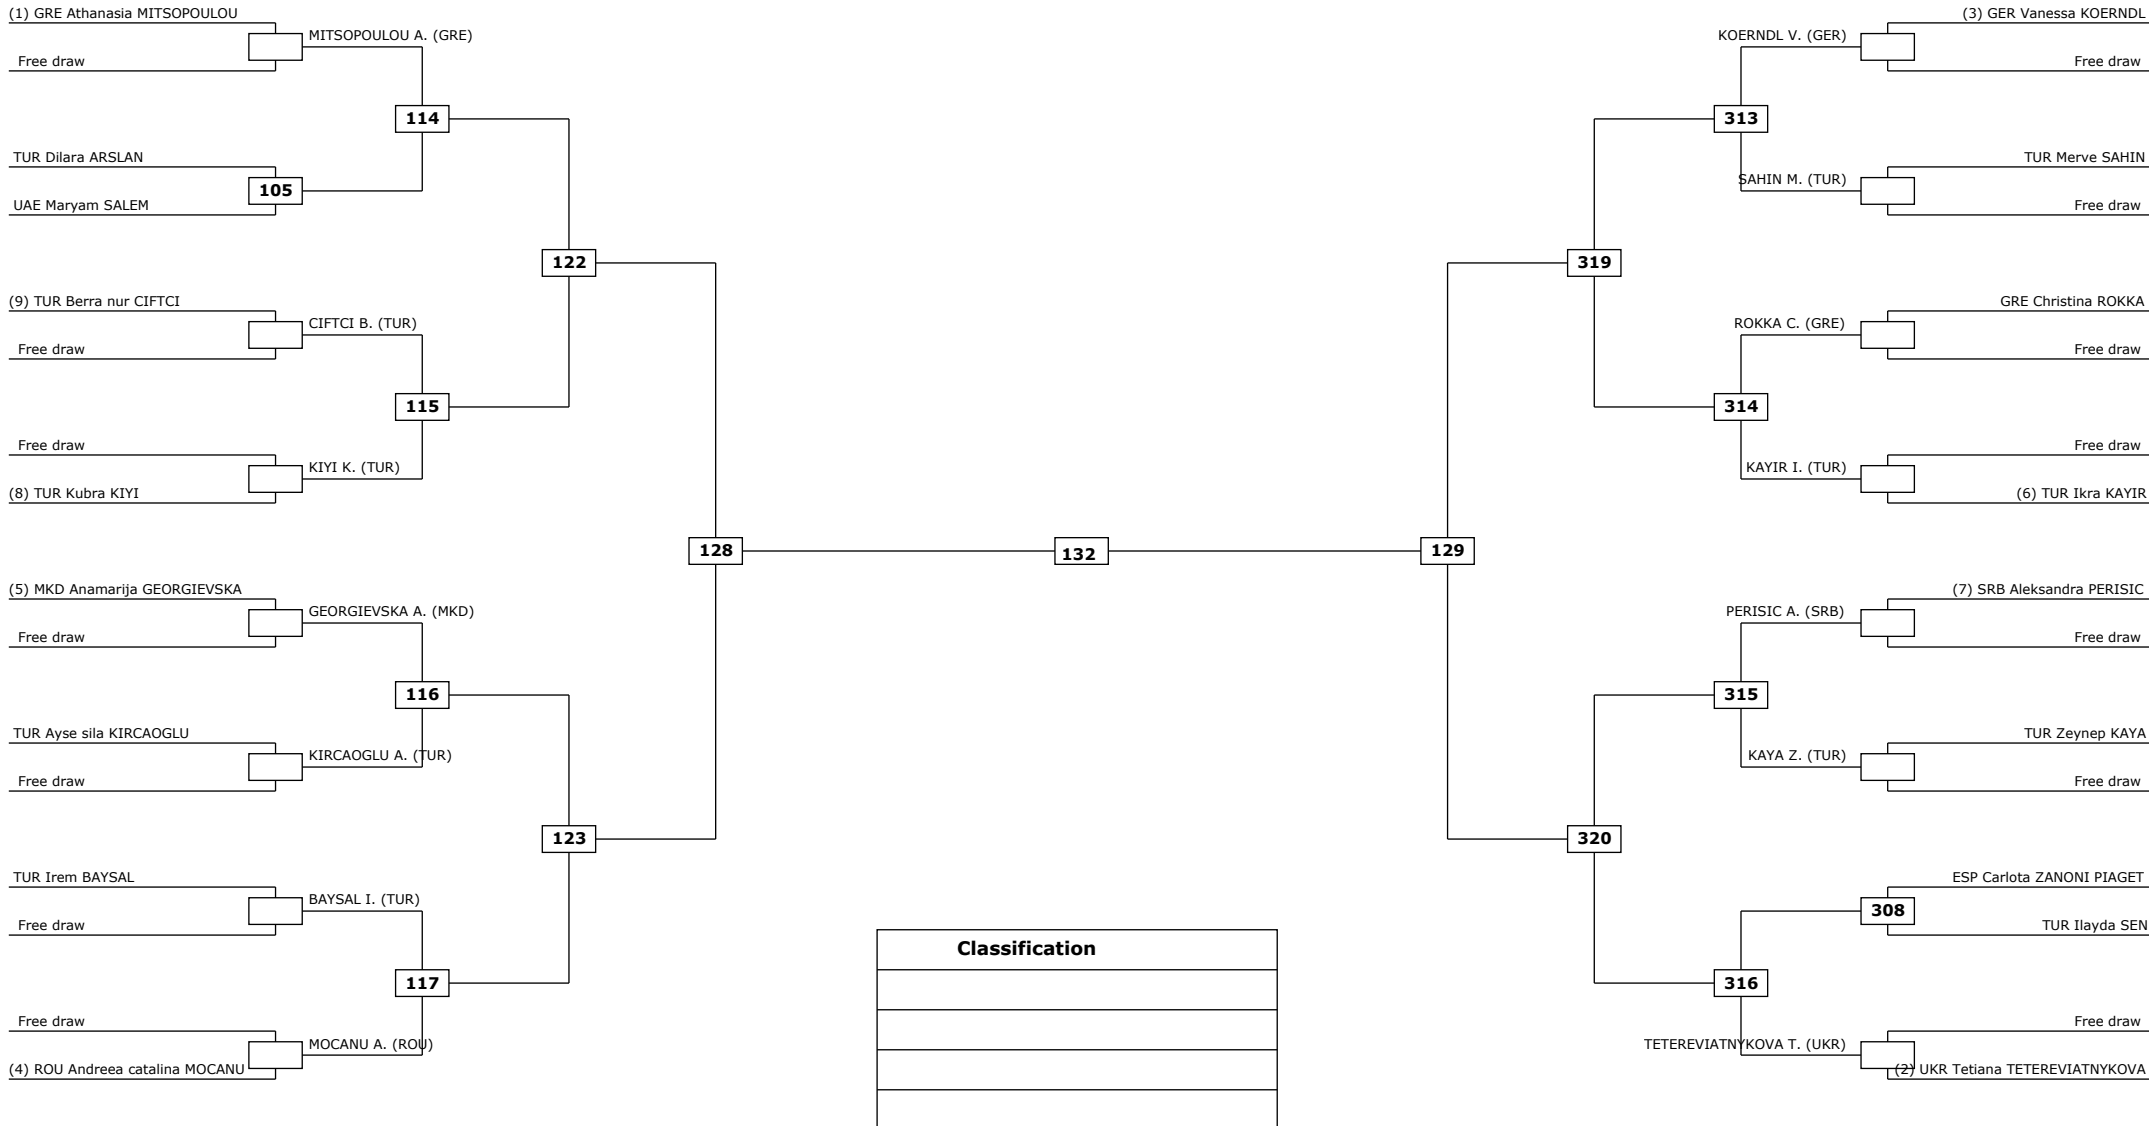 (1) GRE Athanasia MITSOPOULOU
MITSOPOULOU A. (GRE)
Free draw
114
TUR Dilara ARSLAN
105
UAE Maryam SALEM
122
(9) TUR Berra nur CIFTCI
CIFTCI B. (TUR)
Free draw
115
Free draw
KIYI K. (TUR)
(8) TUR Kubra KIYI
128
(5) MKD Anamarija GEORGIEVSKA
GEORGIEVSKA A. (MKD)
Free draw
116
TUR Ayse sila KIRCAOGLU
KIRCAOGLU A. (TUR)
Free draw
123
TUR Irem BAYSAL
BAYSAL I. (TUR)
Free draw
117
Free draw
MOCANU A. (ROU)
(4) ROU Andreea catalina MOCANU
132
Classification
(3) GER Vanessa KOERNDL
KOERNDL V. (GER)
Free draw
313
TUR Merve SAHIN
SAHIN M. (TUR)
Free draw
319
GRE Christina ROKKA
ROKKA C. (GRE)
Free draw
314
Free draw
KAYIR I. (TUR)
(6) TUR Ikra KAYIR
129
(7) SRB Aleksandra PERISIC
PERISIC A. (SRB)
Free draw
315
TUR Zeynep KAYA
KAYA Z. (TUR)
Free draw
320
ESP Carlota ZANONI PIAGET
308
TUR Ilayda SEN
316
Free draw
TETEREVIATNYKOVA T. (UKR)
(2) UKR Tetiana TETEREVIATNYKOVA